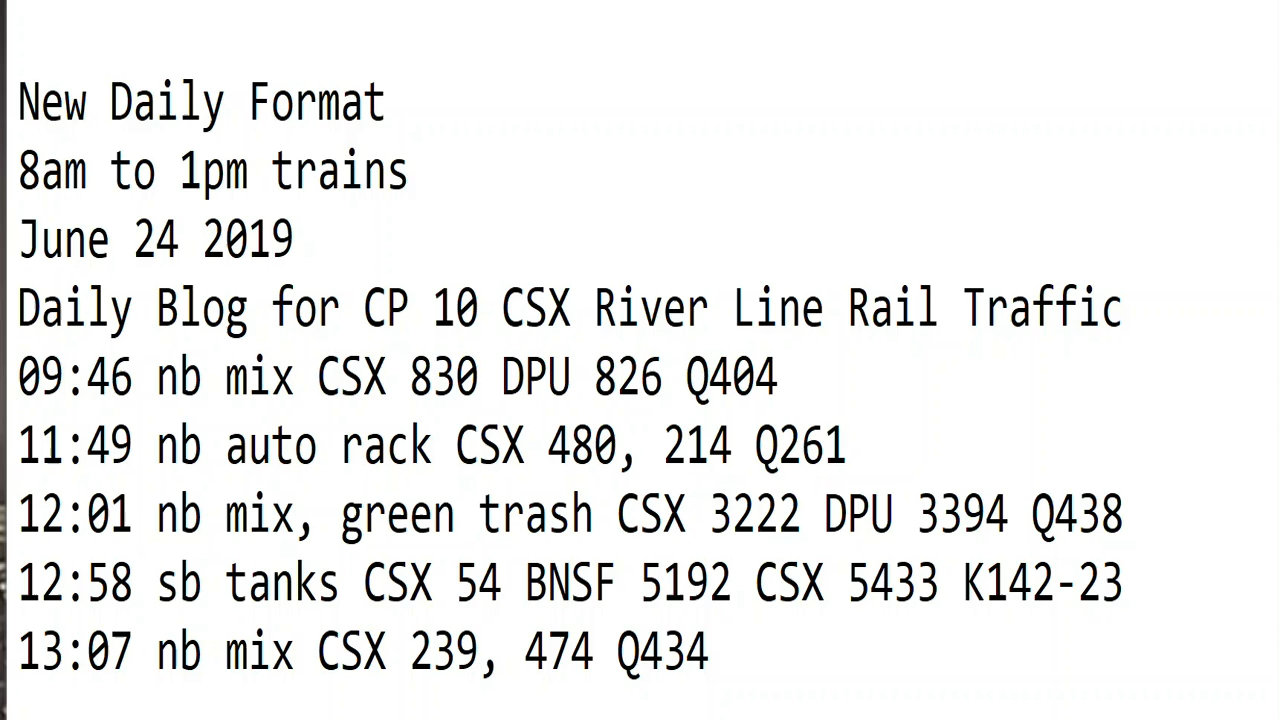 New Daily Format
8am to 1pm trains
June 24 2019
Daily Blog for CP 10 CSX River Line Rail Traffic
09:46 nb mix CSX 830 DPU 826 Q404
11:49 nb auto rack CSX 480, 214 Q261
12:01 nb mix, green trash CSX 3222 DPU 3394 Q438
12:58 sb tanks CSX 54 BNSF 5192 CSX 5433 K142-23
13:07 nb mix CSX 239, 474 Q434